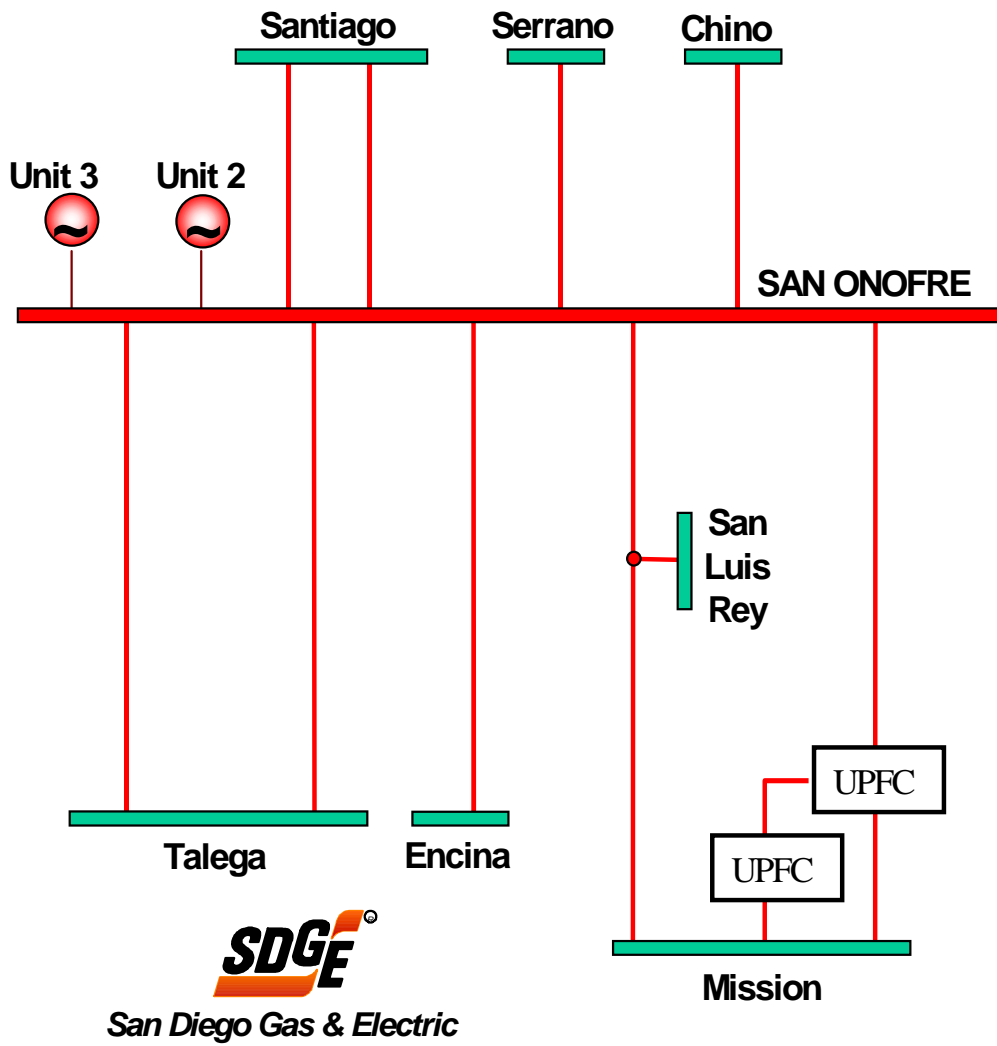 Santiago
Serrano
Chino
Unit 3
Unit 2
SAN ONOFRE
San
Luis
Rey
UPFC
UPFC
Talega
Encina
Mission
SDGE
San Diego Gas & Electric